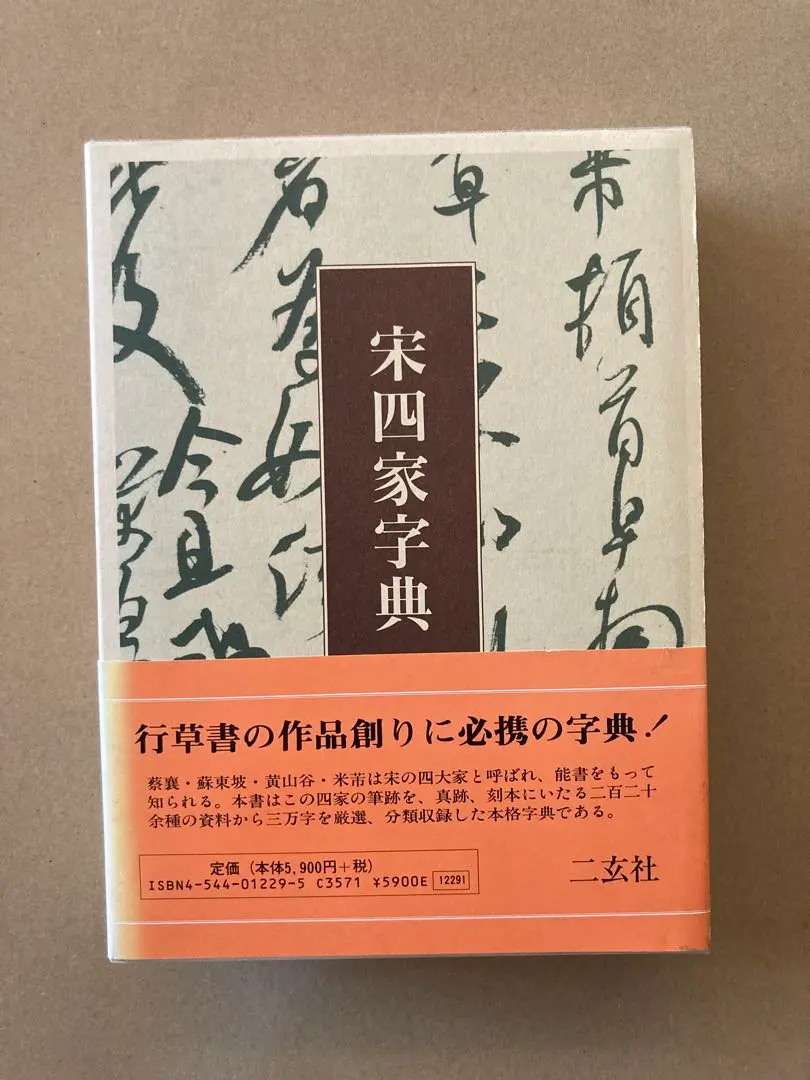 宋四家字典
行草書の作品創りに必携の字典!
蔡襄・蘇東坡・黄山谷・米芾は宋の四大家と呼ばれ、能書をもって
知られる。本書はこの四家の筆跡を、真跡、刻本にいたる二百二十
余種の資料から三万字を厳選、分類収録した本格字典である。
定価(本体5,900円+税)
ISBN4-544-01229-5 C3571 ¥5900E 12291
二玄社